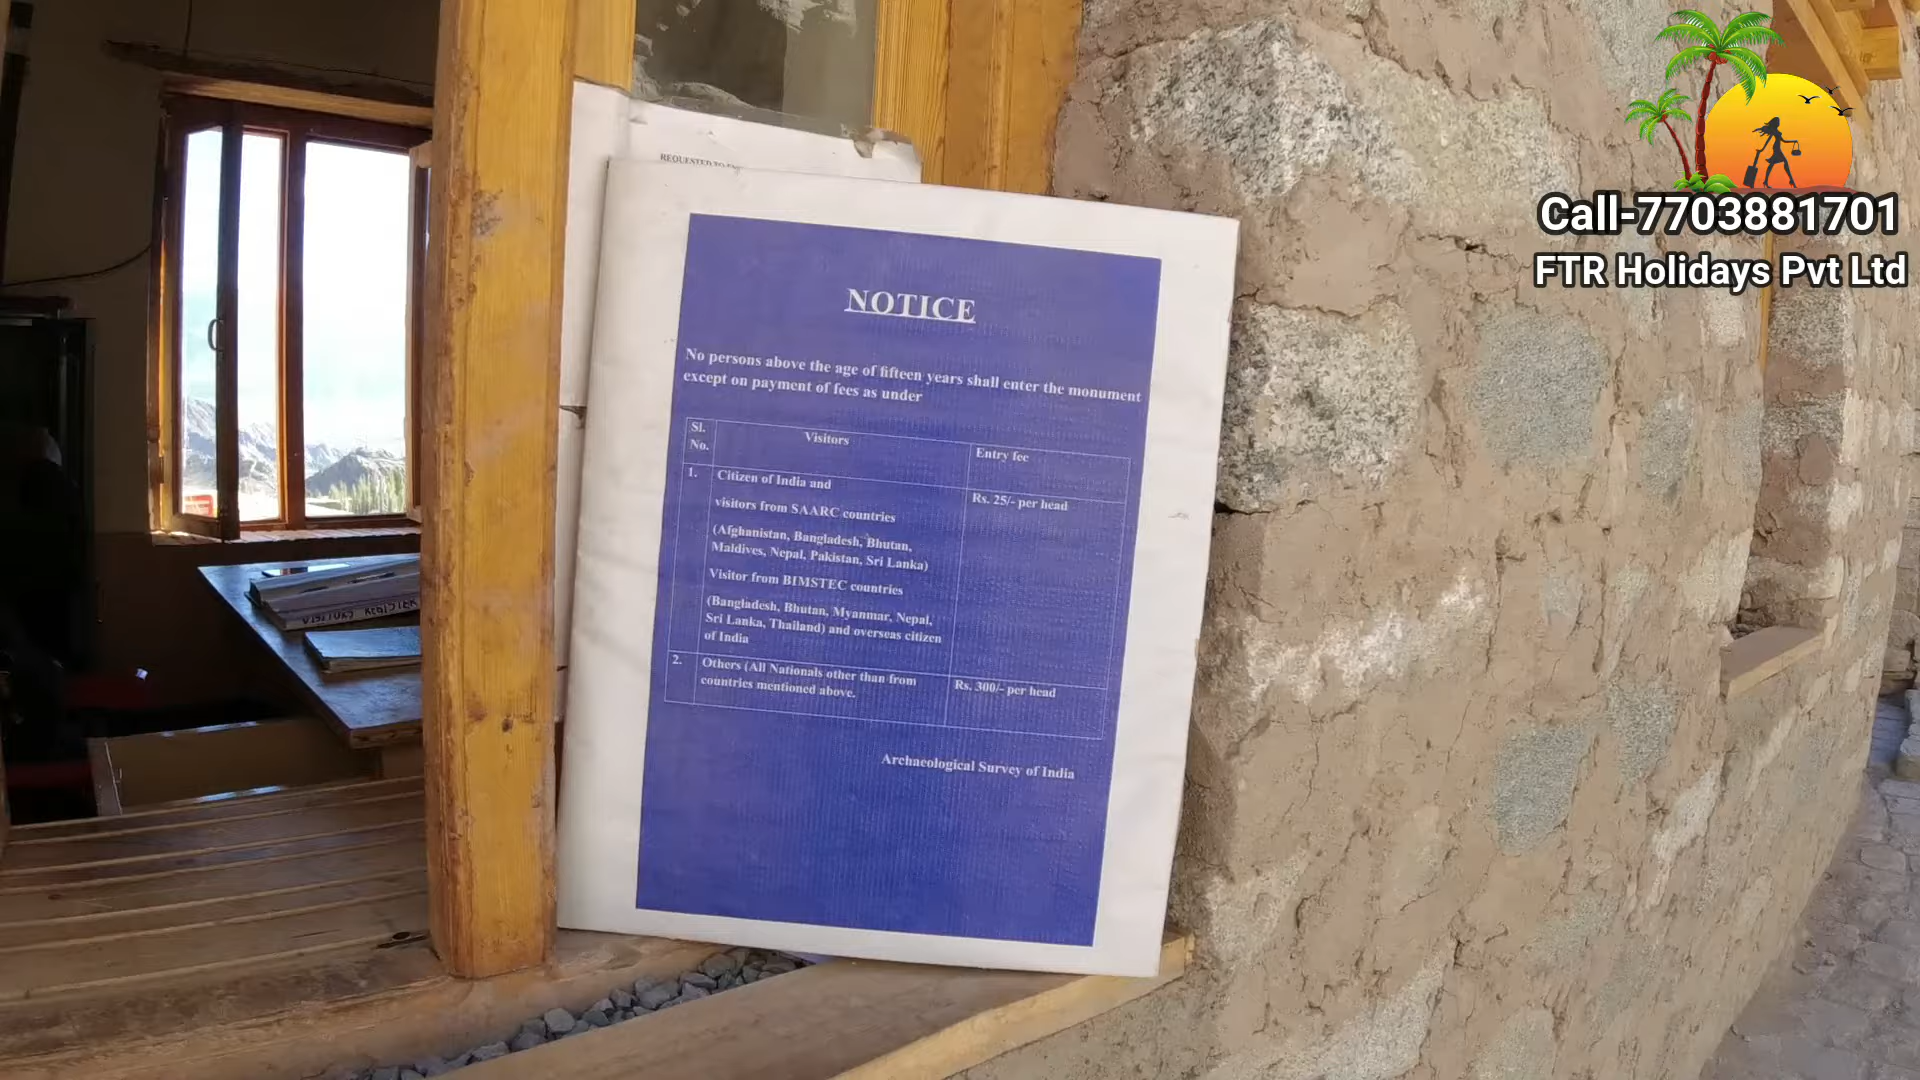 Call-7703881701
FTR Holidays Pvt Ltd
REQUESTED TO
NOTICE
No persons above the age of fifteen years shall enter the monument
except on payment of fees as under
Sl.
No.
Visitors
Entry fee
1.
Citizen of India and
visitors from SAARC countries
(Afghanistan, Bangladesh, Bhutan,
Maldives, Nepal, Pakistan, Sri Lanka)
Visitor from BIMSTEC countries
(Bangladesh, Bhutan, Myanmar, Nepal,
Sri Lanka, Thailand) and overseas citizen
of India
Rs. 25/- per head
2.
Others (All Nationals other than from
countries mentioned above.
Rs. 300/- per head
Archaeological Survey of India
VISITORS REGISTER